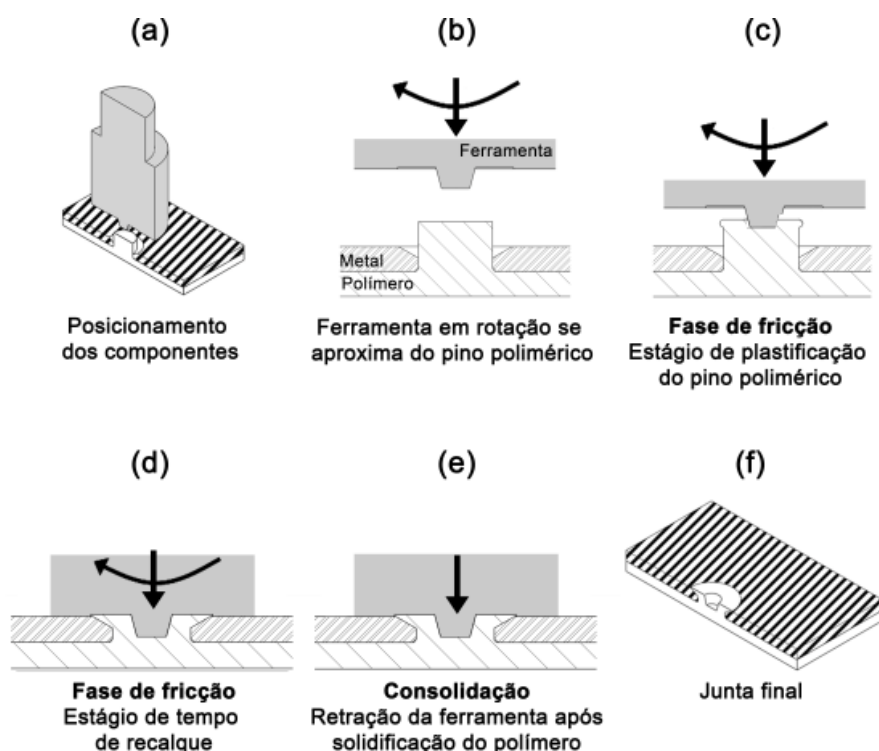 (a)
Posicionamento
dos componentes
(b)
Ferramenta
Metal
Polímero
Ferramenta em rotação se
aproxima do pino polimérico
(c)
Fase de fricção
Estágio de plastificação
do pino polimérico
(d)
Fase de fricção
Estágio de tempo
de recalque
(e)
Consolidação
Retração da ferramenta após
solidificação do polímero
(f)
Junta final